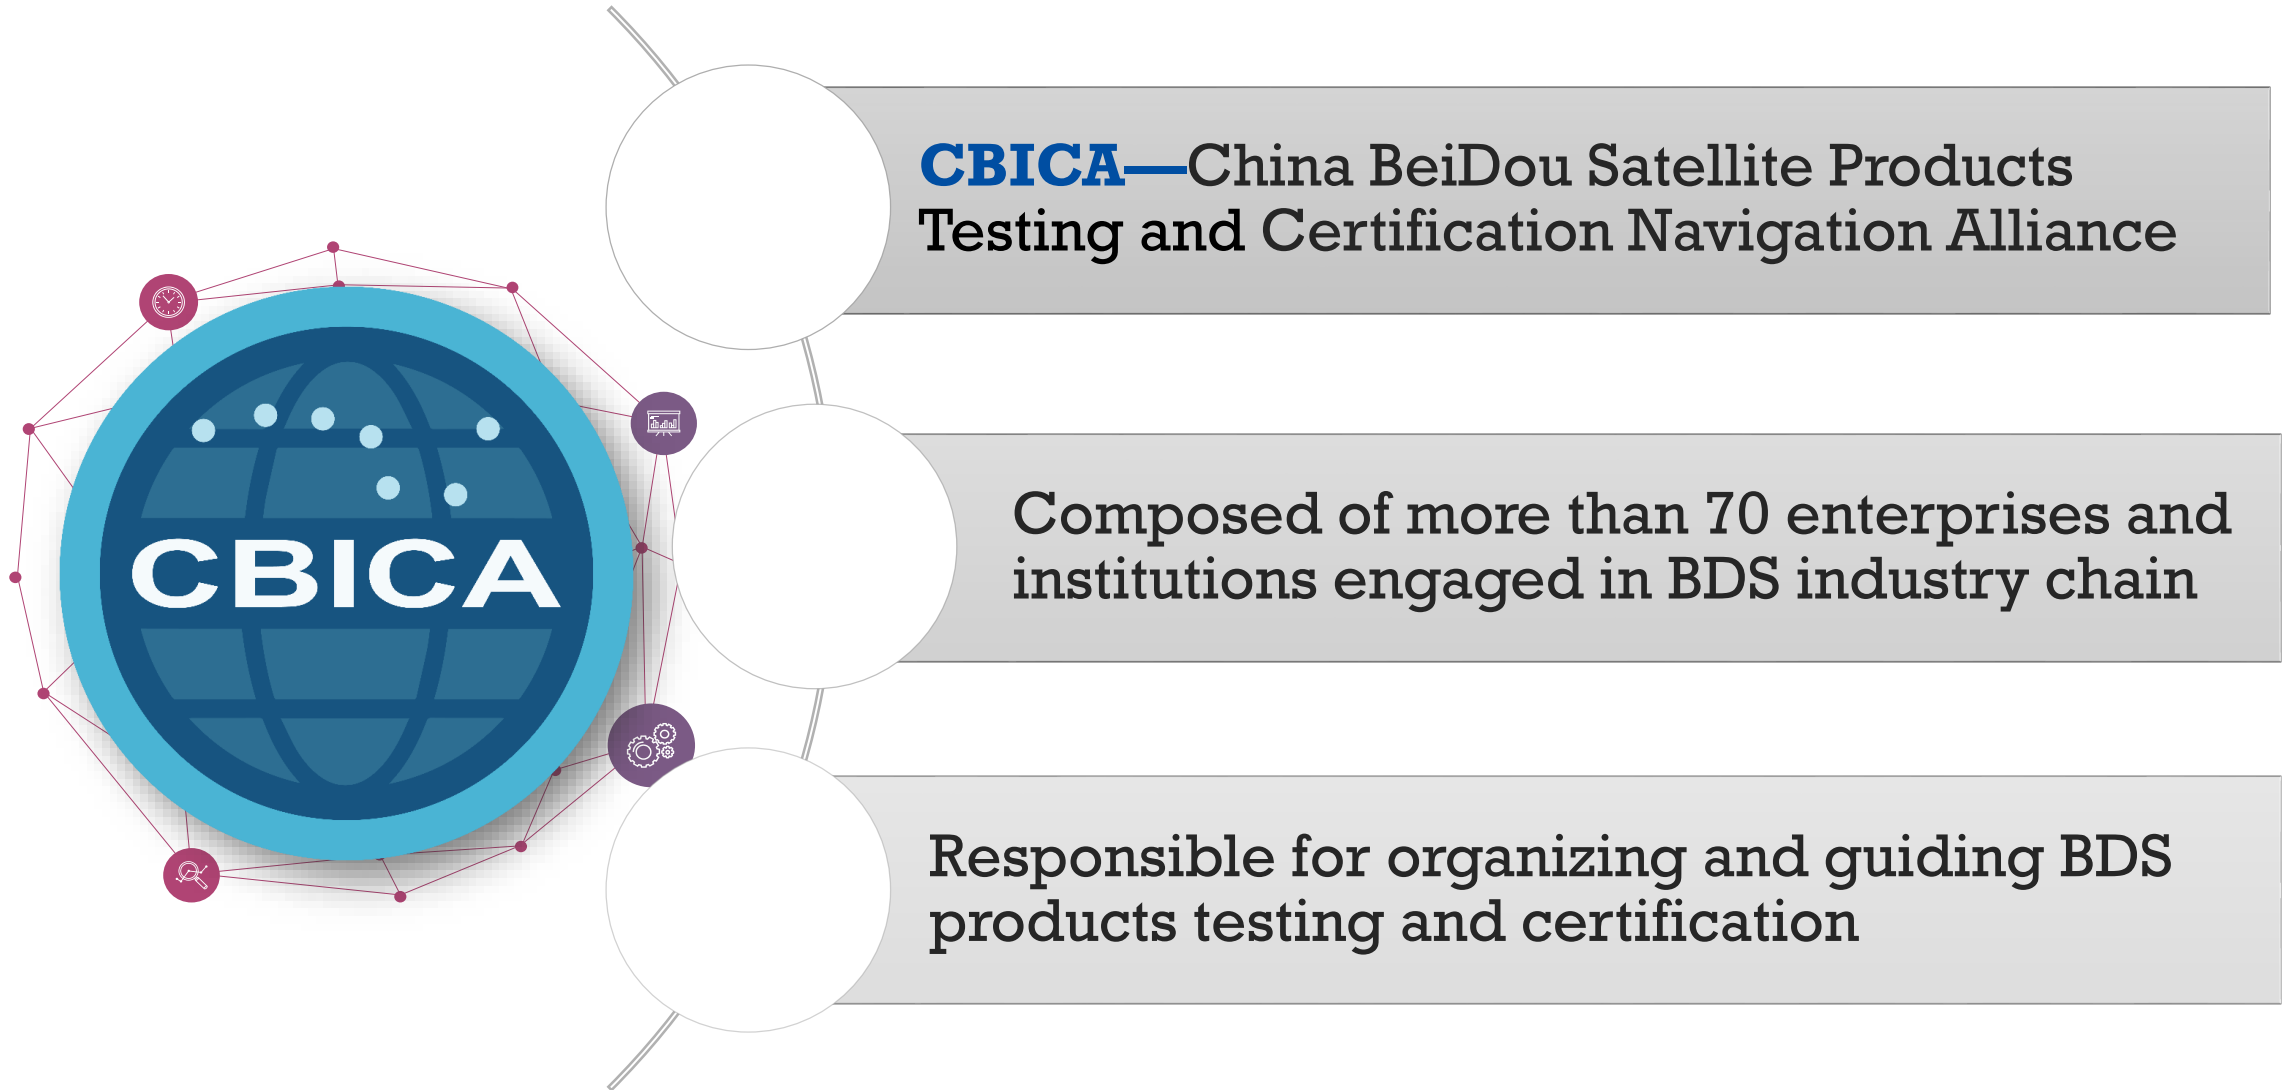 CBICA
CBICA—China BeiDou Satellite Products
Testing and Certification Navigation Alliance
Composed of more than 70 enterprises and
institutions engaged in BDS industry chain
Responsible for organizing and guiding BDS
products testing and certification